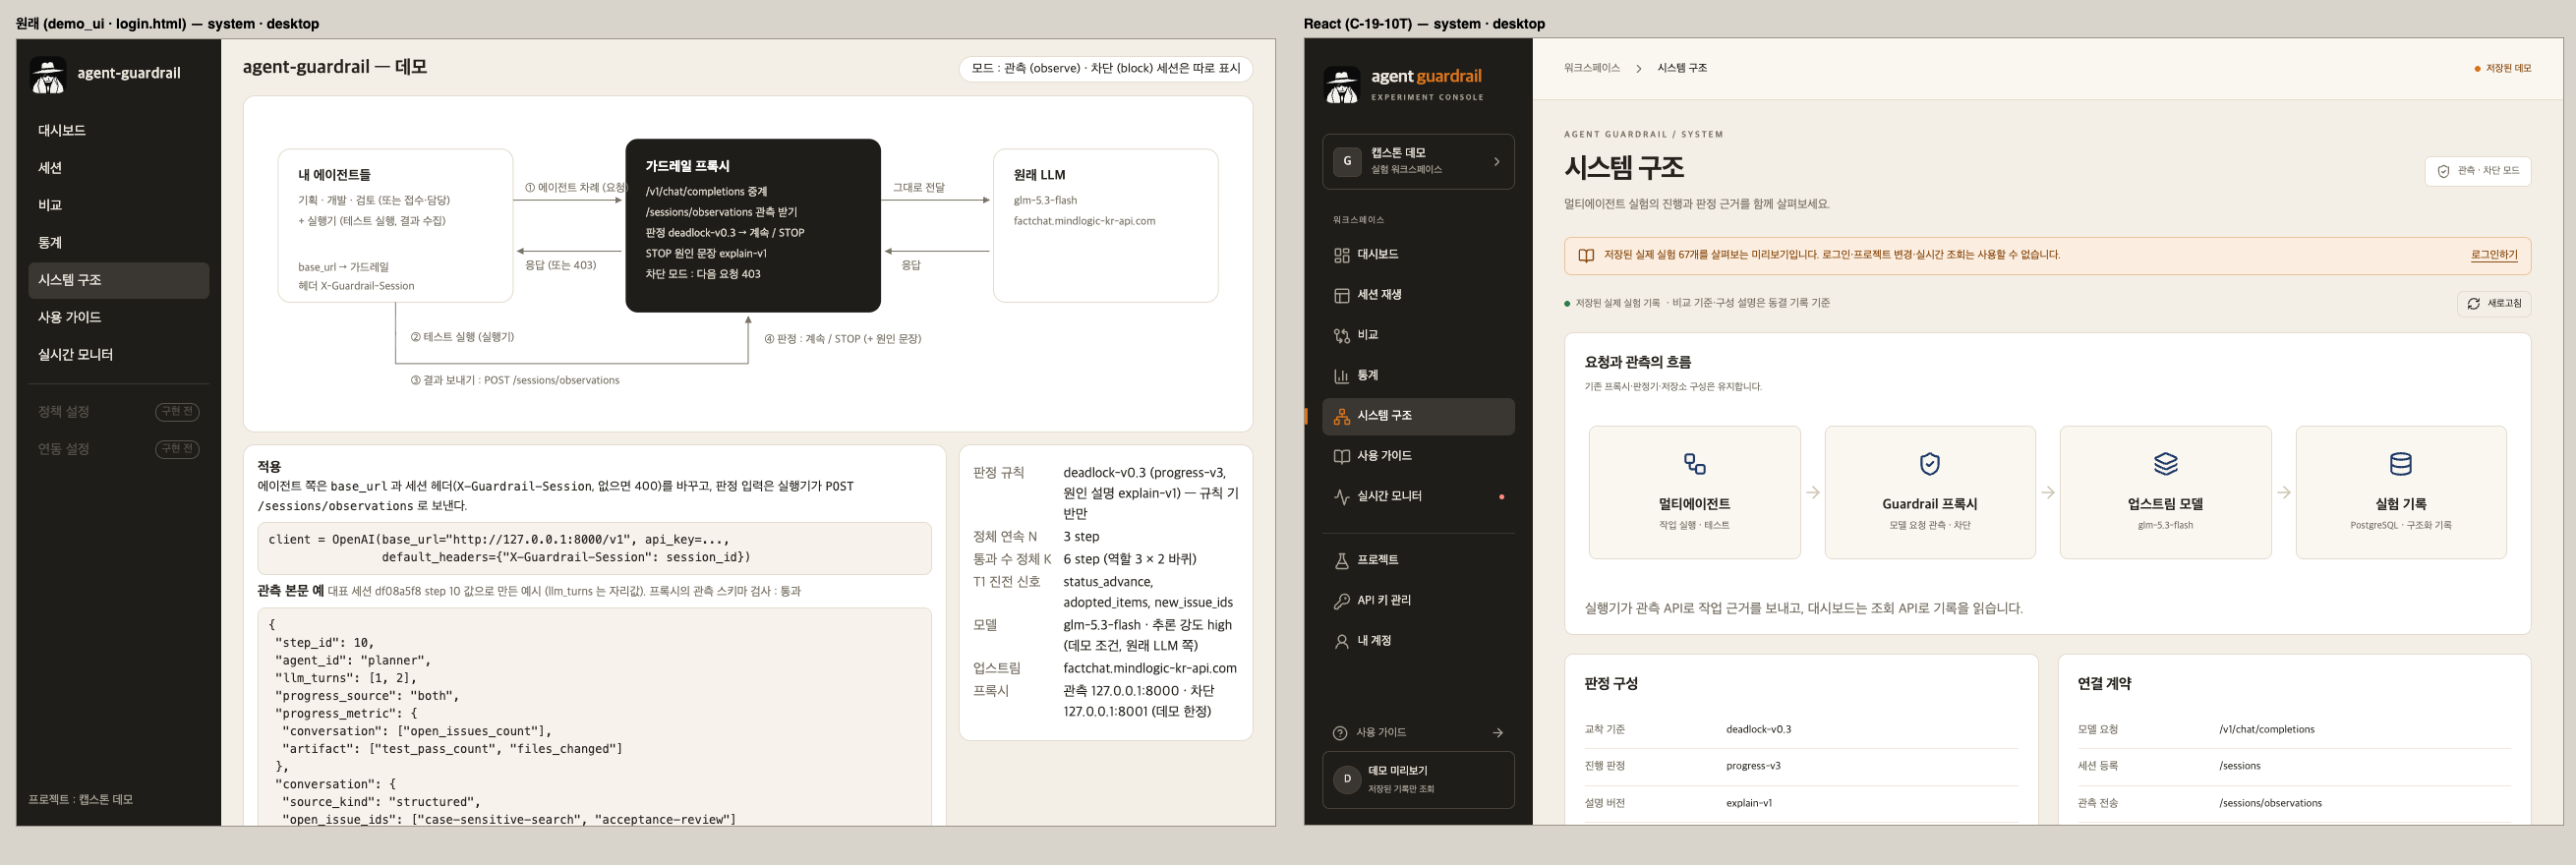 원래 (demo_ui · login.html) — system · desktop
agent-guardrail
대시보드
세션
비교
통계
시스템 구조
사용 가이드
실시간 모니터
정책 설정
구현 전
연동 설정
구현 전
프로젝트 : 캡스톤 데모
agent-guardrail — 데모
모드 : 관측 (observe) · 차단 (block) 세션은 따로 표시
내 에이전트들
기획 · 개발 · 검토 (또는 접수·담당)
+ 실행기 (테스트 실행, 결과 수집)
base_url → 가드레일
헤더 X-Guardrail-Session
① 에이전트 차례 (요청)
응답 (또는 403)
가드레일 프록시
/v1/chat/completions 중계
/sessions/observations 관측 받기
판정 deadlock-v0.3 → 계속 / STOP
STOP 원인 문장 explain-v1
차단 모드 : 다음 요청 403
그대로 전달
응답
원래 LLM
glm-5.3-flash
factchat.mindlogic-kr-api.com
② 테스트 실행 (실행기)
③ 결과 보내기 : POST /sessions/observations
④ 판정 : 계속 / STOP (+ 원인 문장)
적용
에이전트 쪽은 base_url 과 세션 헤더(X-Guardrail-Session, 없으면 400)를 바꾸고, 판정 입력은 실행기가 POST
/sessions/observations 로 보낸다.
client = OpenAI(base_url="http://127.0.0.1:8000/v1", api_key=...,
default_headers={"X-Guardrail-Session": session_id})
관측 본문 예 대표 세션 df08a5f8 step 10 값으로 만든 예시 (llm_turns 는 자리값). 프록시의 관측 스키마 검사 : 통과
{
"step_id": 10,
"agent_id": "planner",
"llm_turns": [1, 2],
"progress_source": "both",
"progress_metric": {
"conversation": ["open_issues_count"],
"artifact": ["test_pass_count", "files_changed"]
},
"conversation": {
"source_kind": "structured",
"open_issue_ids": ["case-sensitive-search", "acceptance-review"]
판정 규칙
deadlock-v0.3 (progress-v3,
원인 설명 explain-v1) — 규칙 기
반만
정체 연속 N
3 step
통과 수 정체 K
6 step (역할 3 × 2 바퀴)
T1 진전 신호
status_advance,
adopted_items, new_issue_ids
모델
glm-5.3-flash · 추론 강도 high
(데모 조건, 원래 LLM 쪽)
업스트림
factchat.mindlogic-kr-api.com
프록시
관측 127.0.0.1:8000 · 차단
127.0.0.1:8001 (데모 한정)
React (C-19-10T) — system · desktop
agent guardrail
EXPERIMENT CONSOLE
G
캡스톤 데모
실험 워크스페이스
워크스페이스
대시보드
세션 재생
비교
통계
시스템 구조
사용 가이드
실시간 모니터
프로젝트
API 키 관리
내 계정
사용 가이드
D
데모 미리보기
저장된 기록만 조회
워크스페이스
시스템 구조
저장된 데모
AGENT GUARDRAIL / SYSTEM
시스템 구조
관측 · 차단 모드
멀티에이전트 실험의 진행과 판정 근거를 함께 살펴보세요.
저장된 실제 실험 67개를 살펴보는 미리보기입니다. 로그인·프로젝트 변경·실시간 조회는 사용할 수 없습니다.
로그인하기
저장된 실제 실험 기록 · 비교 기준·구성 설명은 동결 기록 기준
새로고침
요청과 관측의 흐름
기존 프록시·판정기·저장소 구성은 유지합니다.
멀티에이전트
작업 실행 · 테스트
Guardrail 프록시
모델 요청 관측 · 차단
업스트림 모델
glm-5.3-flash
실험 기록
PostgreSQL · 구조화 기록
실행기가 관측 API로 작업 근거를 보내고, 대시보드는 조회 API로 기록을 읽습니다.
판정 구성
교착 기준
deadlock-v0.3
진행 판정
progress-v3
설명 버전
explain-v1
연결 계약
모델 요청
/v1/chat/completions
세션 등록
/sessions
관측 전송
/sessions/observations